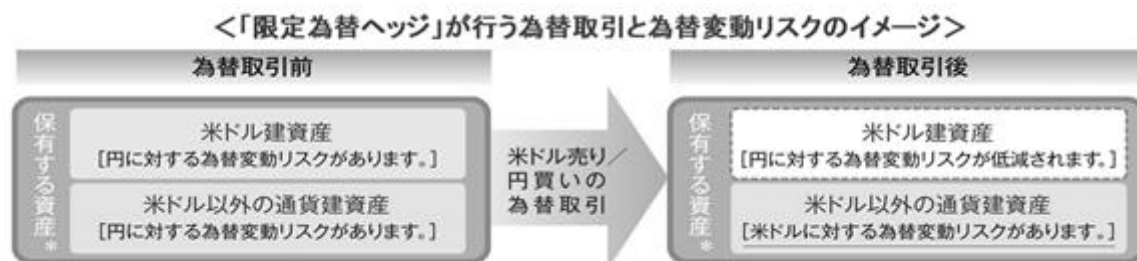 ＜「限定為替ヘッジ」が行う為替取引と為替変動リスクのイメージ＞
為替取引前
保有する資産*
米ドル建資産
[円に対する為替変動リスクがあります。]
米ドル以外の通貨建資産
[円に対する為替変動リスクがあります。]
米ドル売り／
円買いの
為替取引
為替取引後
保有する資産*
米ドル建資産
[円に対する為替変動リスクが低減されます。]
米ドル以外の通貨建資産
[米ドルに対する為替変動リスクがあります。]